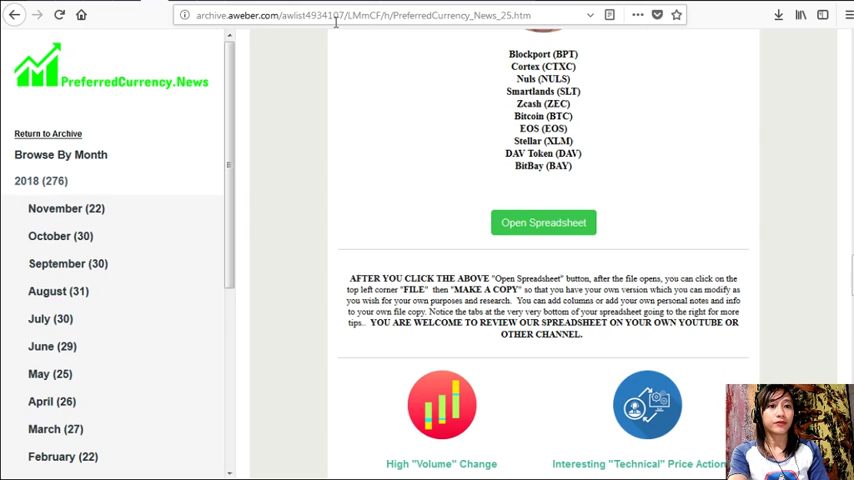 archive.aweber.com/awlist4934107/LMmCF/h/PreferredCurrency_News_25.htm
PreferredCurrency.News
Return to Archive
Browse By Month
2018 (276)
November (22)
October (30)
September (30)
August (31)
July (30)
June (29)
May (25)
April (26)
March (27)
February (22)
Blockport (BPT)
Cortex (CTXC)
Nuls (NULS)
Smartlands (SLT)
Zcash (ZEC)
Bitcoin (BTC)
EOS (EOS)
Stellar (XLM)
DAV Token (DAV)
BitBay (BAY)
Open Spreadsheet
AFTER YOU CLICK THE ABOVE "Open Spreadsheet" button, after the file opens, you can click on the
top left corner "FILE" then "MAKE A COPY" so that you have your own version which you can modify as
you wish for your own purposes and research. You can add columns or add your own personal notes and info
to your own file copy. Notice the tabs at the very very bottom of your spreadsheet going to the right for more
tips.. YOU ARE WELCOME TO REVIEW OUR SPREADSHEET ON YOUR OWN YOUTUBE OR
OTHER CHANNEL.
High "Volume" Change
Interesting "Technical" Price Action